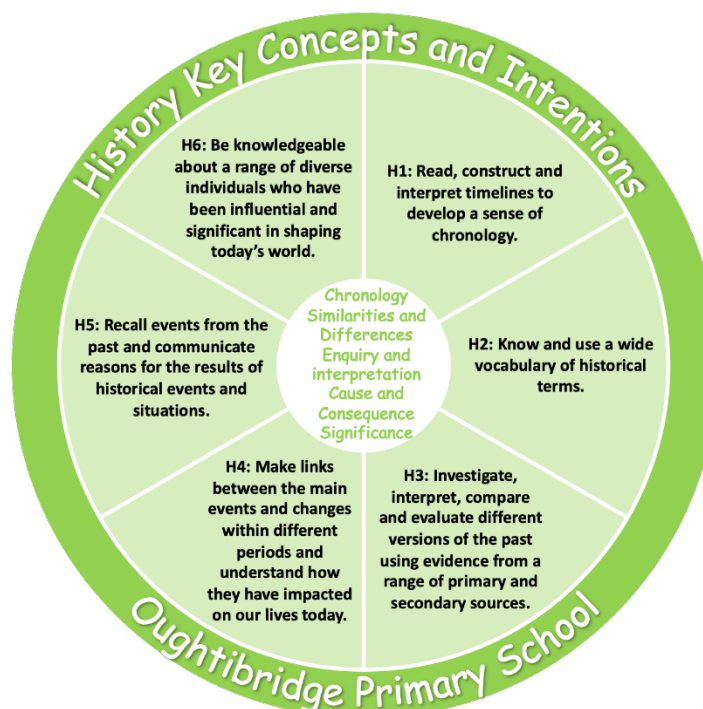 History Key Concepts and Intentions
H1: Read, construct and
interpret timelines to
develop a sense of
chronology.
H2: Know and use a wide
vocabulary of historical
terms.
H3: Investigate,
interpret, compare
and evaluate different
versions of the past
using evidence from a
range of primary and
secondary sources.
H4: Make links
between the main
events and changes
within different
periods and
understand how
they have impacted
on our lives today.
H5: Recall events from the
past and communicate
reasons for the results of
historical events and
situations.
H6: Be knowledgeable
about a range of diverse
individuals who have
been influential and
significant in shaping
today's world.
Chronology
Similarities and
Differences
Enquiry and
interpretation
Cause and
Consequence
Significance
Oughtibridge Primary School